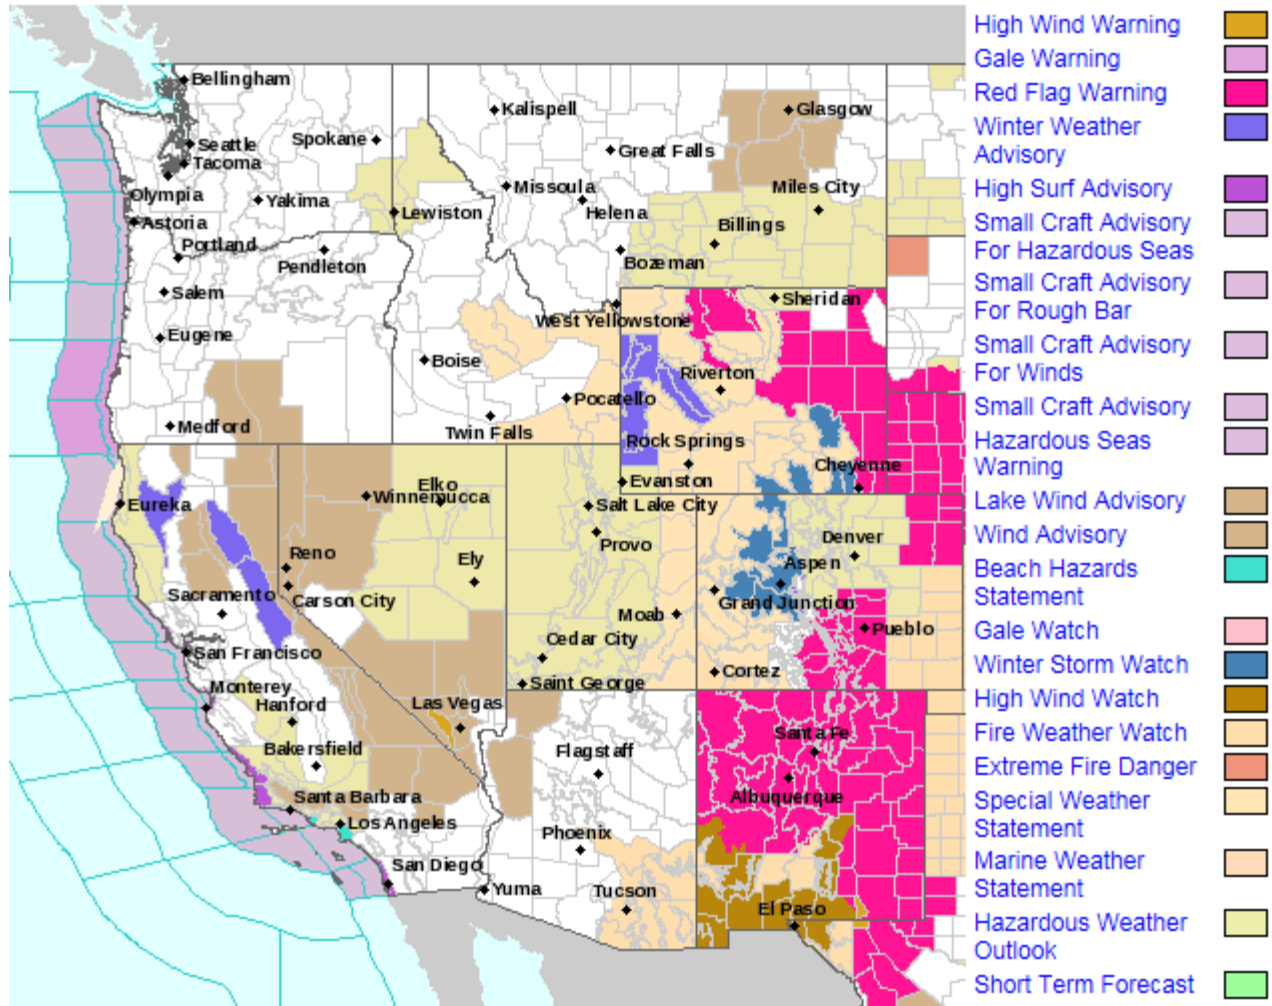 High Wind Warning
Bellingham
Gale Warning
Kalispell
Glasgow
Red Flag Warning
Spokane
Seattle
Great Falls
Winter Weather
Advisory
Tacoma
Olympia
Yakima
Missoula
Helena
Miles City
High Surf Advisory
Astoria
Lewiston
Billings
Small Craft Advisory
For Hazardous Seas
Portland
Pendleton
Bozeman
Salem
Sheridan
Small Craft Advisory
For Rough Bar
Eugene
West Yellowstone
Small Craft Advisory
For Winds
Boise
Riverton
Pocatello
Small Craft Advisory
Medford
Twin Falls
Rock Springs
Hazardous Seas
Warning
Cheyenne
Eureka
Elko
Winnemucca
Evanston
Salt Lake City
Lake Wind Advisory
Reno
Ely
Provo
Denver
Wind Advisory
Aspen
Beach Hazards
Statement
Sacramento
Carson City
Moab
Grand Junction
Pueblo
Gale Watch
San Francisco
Cedar City
Cortez
Winter Storm Watch
Monterey
Saint George
High Wind Watch
Hanford
Las Vegas
Santa Fe
Fire Weather Watch
Bakersfield
Flagstaff
Extreme Fire Danger
Santa Barbara
Albuquerque
Special Weather
Statement
Los Angeles
Phoenix
San Diego
Marine Weather
Statement
Yuma
Tucson
El Paso
Hazardous Weather
Outlook
Short Term Forecast